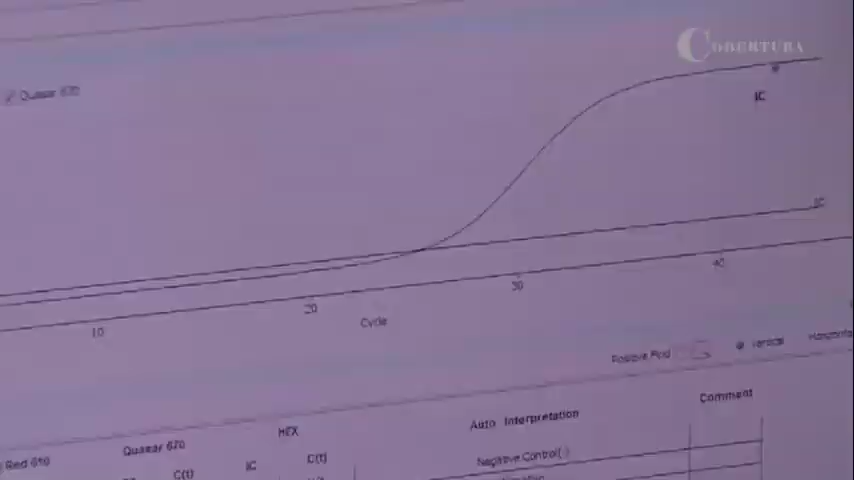 COBERTURA
Quasar 670
IC
IC
10 20 30 40
Cycle
Positive Plot Vertical Horizontal
Red 610 Quasar 670 HEX Auto Interpretation Comment
C(t) IC C(t)
Negative Control(-)